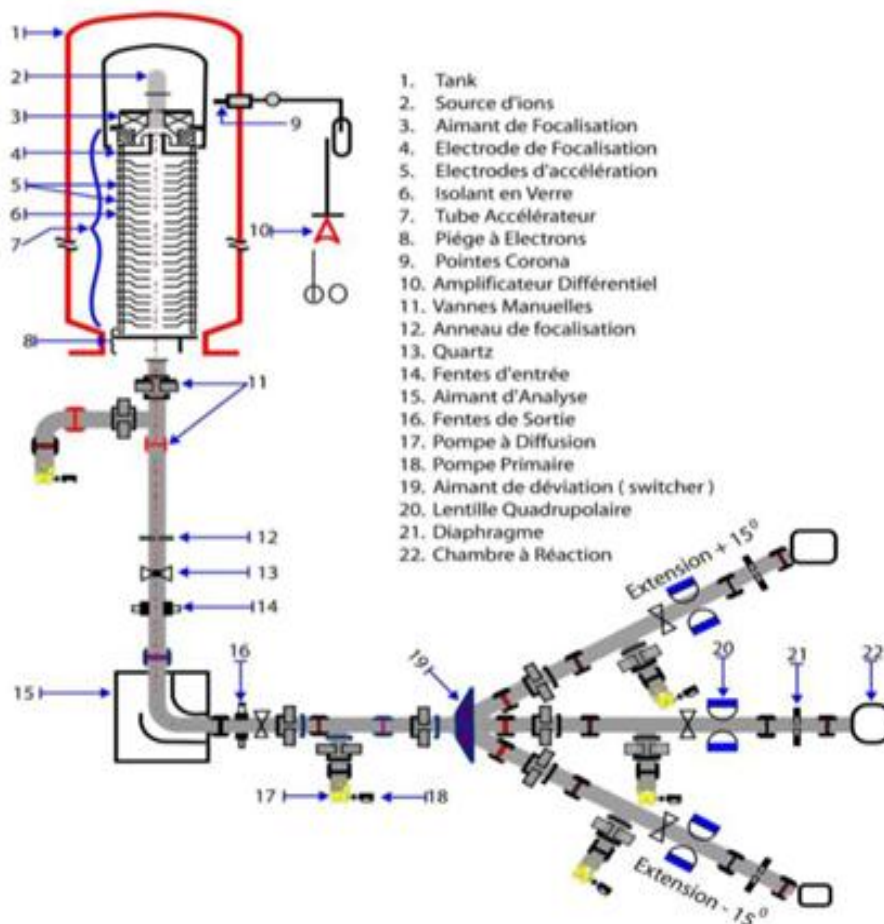 1. Tank
2. Source d'ions
3. Aimant de Focalisation
4. Electrode de Focalisation
5. Electrodes d'accélération
6. Isolant en Verre
7. Tube Accélérateur
8. Piége à Electrons
9. Pointes Corona
10. Amplificateur Différentiel
11. Vannes Manuelles
12. Anneau de focalisation
13. Quartz
14. Fentes d'entrée
15. Aimant d'Analyse
16. Fentes de Sortie
17. Pompe à Diffusion
18. Pompe Primaire
19. Aimant de déviation ( switcher )
20. Lentille Quadrupolaire
21. Diaphragme
22. Chambre à Réaction
1
2
3
4
5
6
7
8
9
10
11
12
13
14
15
16
17
18
19
20
21
22
Extension + 15⁰
Extension - 15⁰